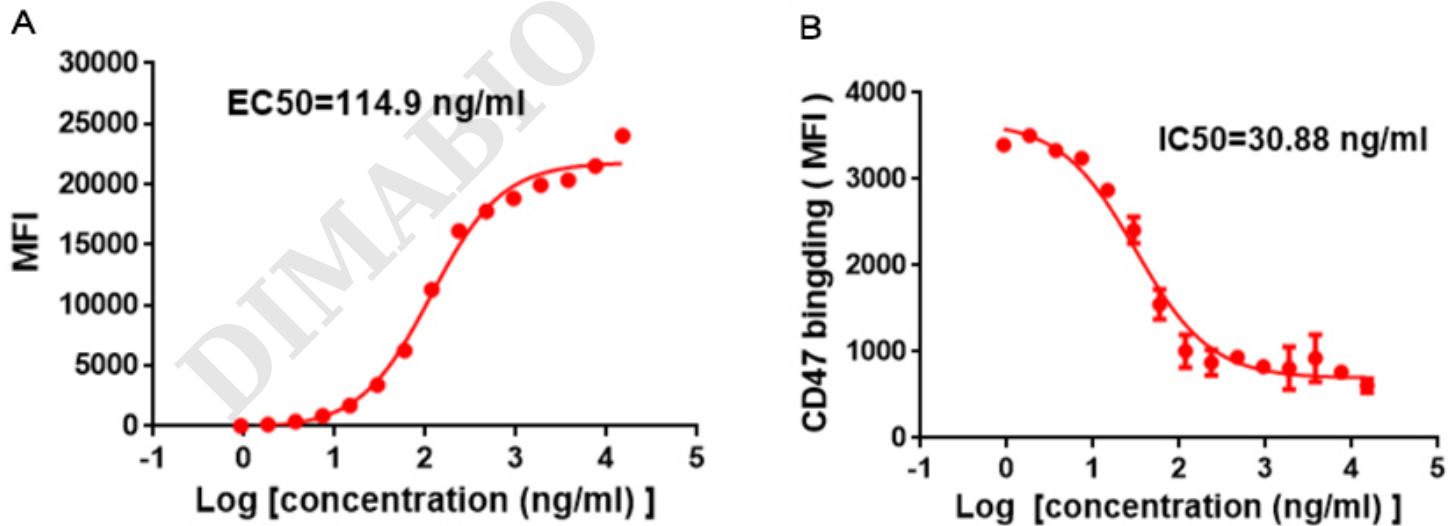 A
EC50=114.9 ng/ml
MFI
30000
25000
20000
15000
10000
5000
0
-1 0 1 2 3 4 5
Log [concentration (ng/ml) ]
DIMABIO
B
IC50=30.88 ng/ml
CD47 bingding ( MFI )
4000
3000
2000
1000
0
-1 0 1 2 3 4 5
Log [concentration (ng/ml) ]